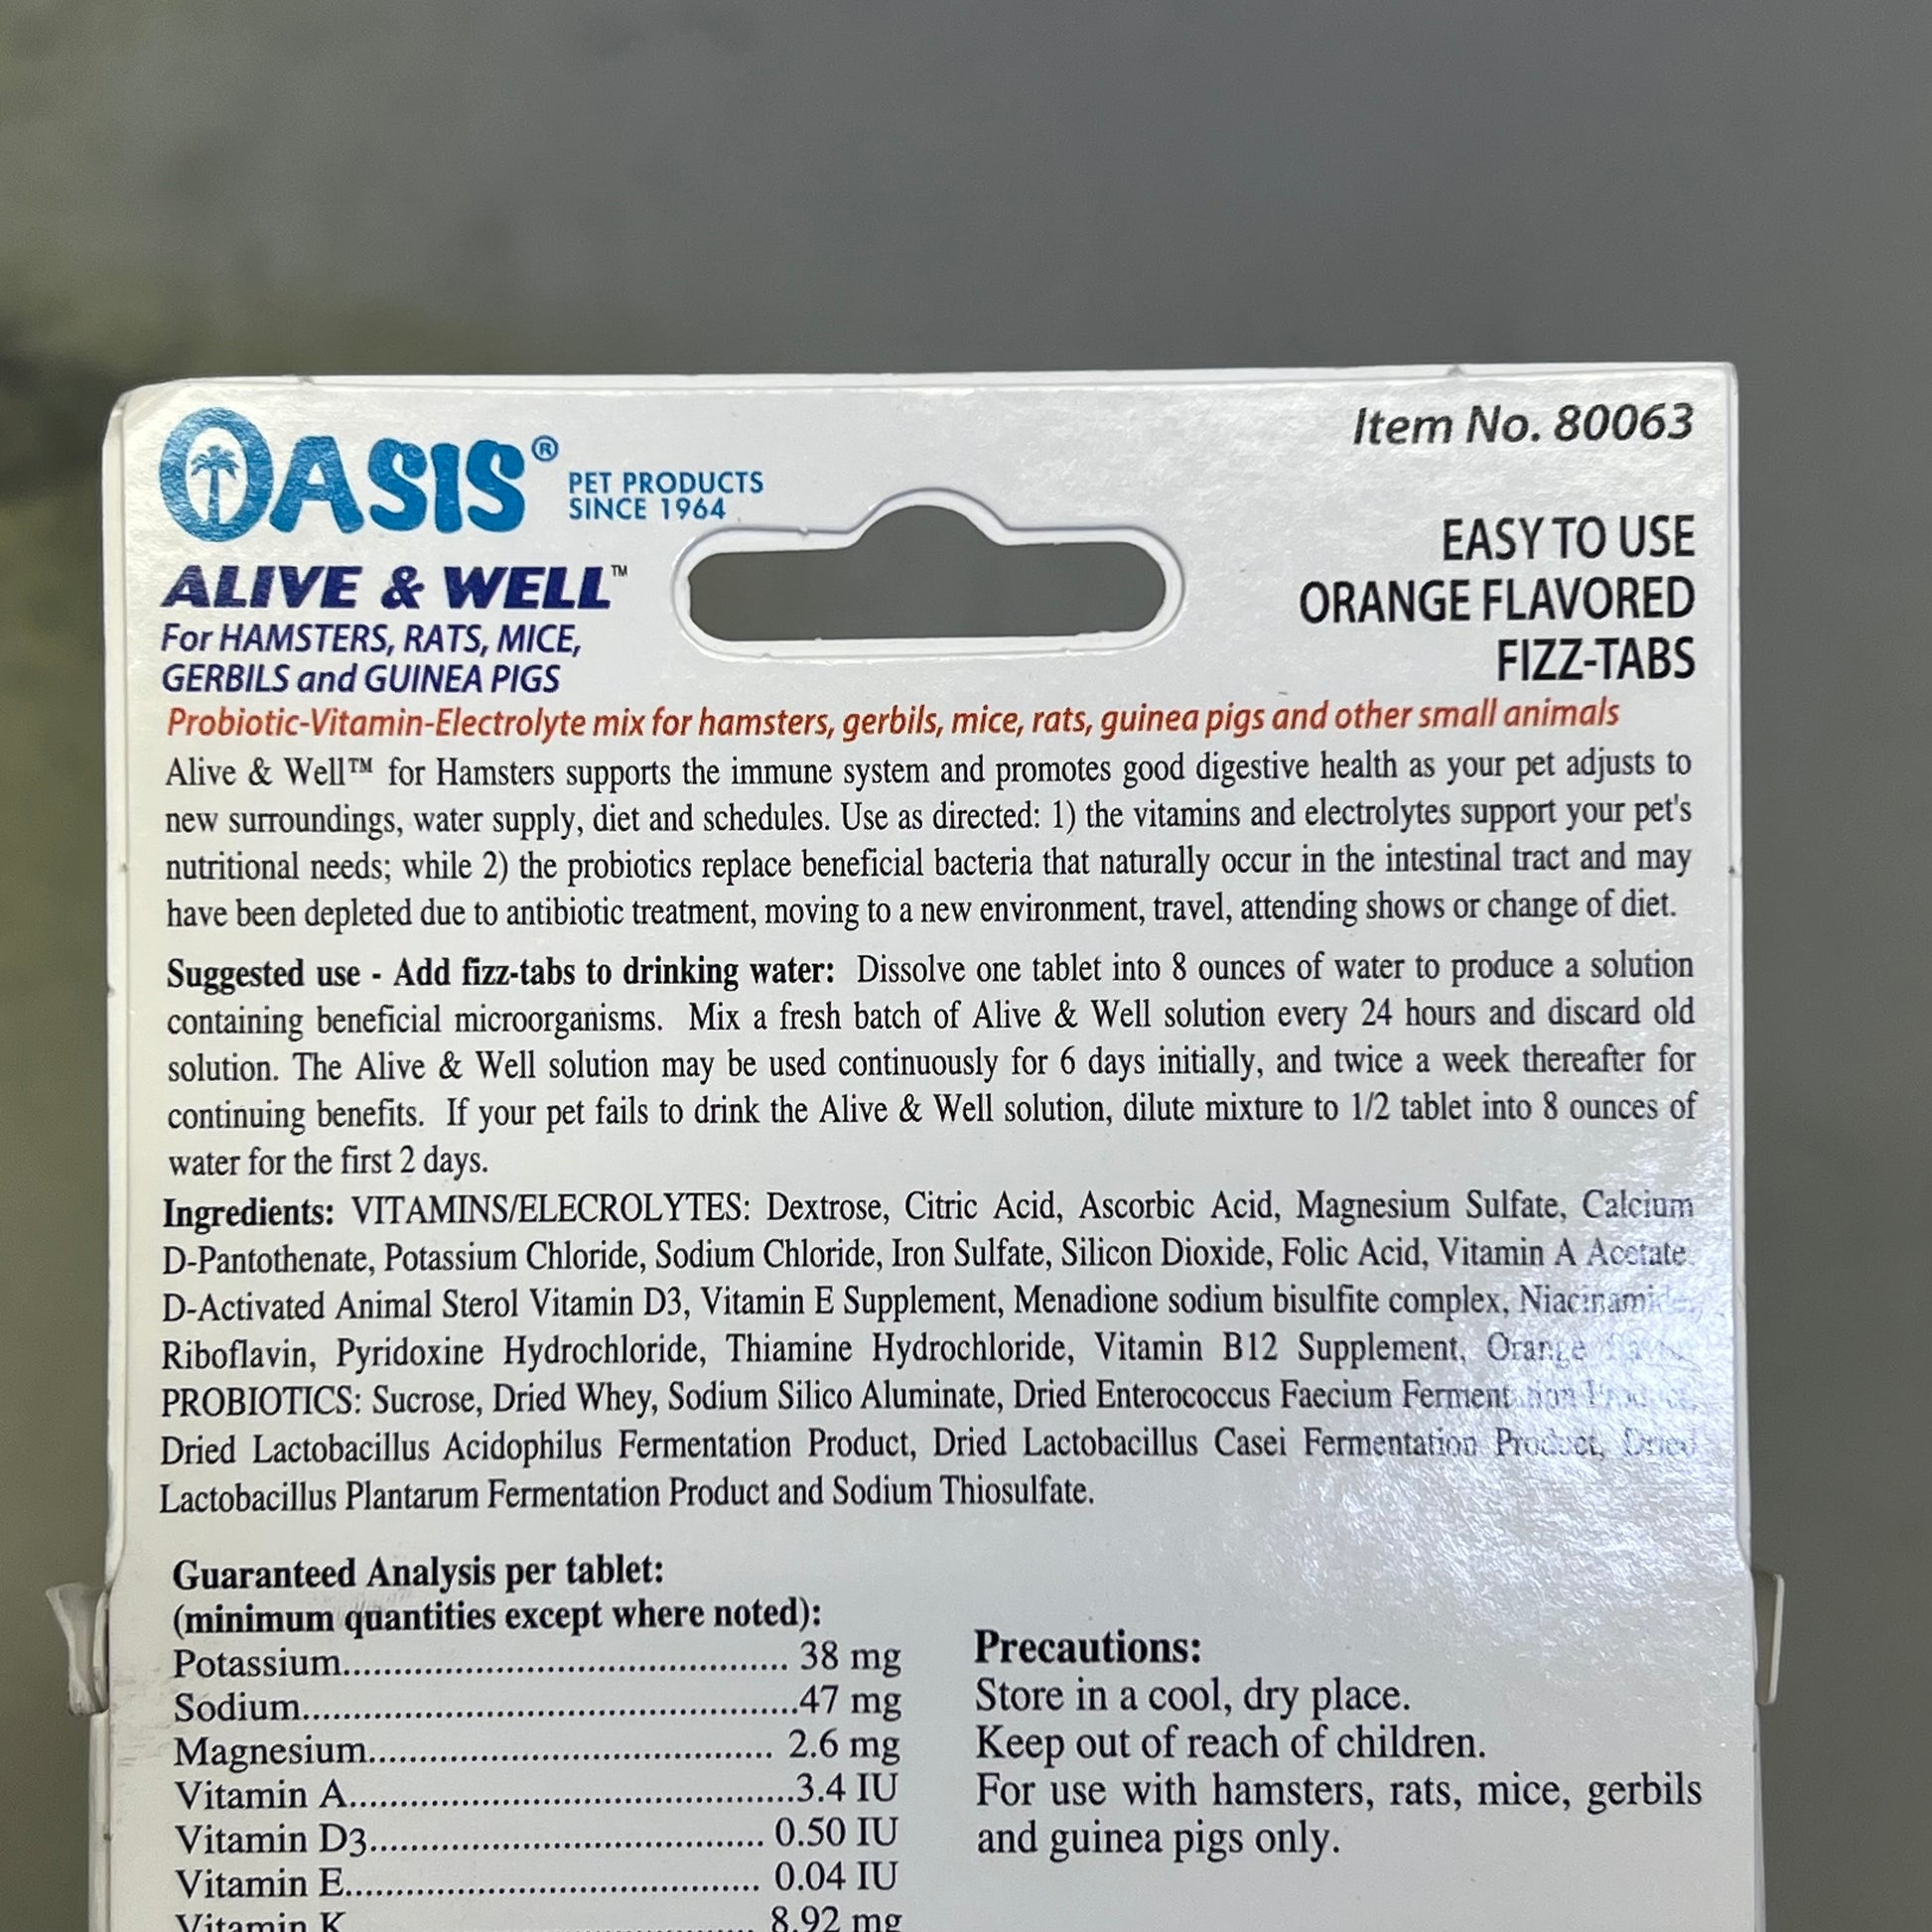 OASIS® PET PRODUCTS
SINCE 1964
Item No. 80063
ALIVE & WELL™
For HAMSTERS, RATS, MICE,
GERBILS and GUINEA PIGS
EASY TO USE
ORANGE FLAVORED
FIZZ-TABS
Probiotic-Vitamin-Electrolyte mix for hamsters, gerbils, mice, rats, guinea pigs and other small animals
Alive & Well™ for Hamsters supports the immune system and promotes good digestive health as your pet adjusts to
new surroundings, water supply, diet and schedules. Use as directed: 1) the vitamins and electrolytes support your pet's
nutritional needs; while 2) the probiotics replace beneficial bacteria that naturally occur in the intestinal tract and may
have been depleted due to antibiotic treatment, moving to a new environment, travel, attending shows or change of diet.
Suggested use - Add fizz-tabs to drinking water: Dissolve one tablet into 8 ounces of water to produce a solution
containing beneficial microorganisms. Mix a fresh batch of Alive & Well solution every 24 hours and discard old
solution. The Alive & Well solution may be used continuously for 6 days initially, and twice a week thereafter for
continuing benefits. If your pet fails to drink the Alive & Well solution, dilute mixture to 1/2 tablet into 8 ounces of
water for the first 2 days.
Ingredients: VITAMINS/ELECROLYTES: Dextrose, Citric Acid, Ascorbic Acid, Magnesium Sulfate, Calcium
D-Pantothenate, Potassium Chloride, Sodium Chloride, Iron Sulfate, Silicon Dioxide, Folic Acid, Vitamin A Acetate
D-Activated Animal Sterol Vitamin D3, Vitamin E Supplement, Menadione sodium bisulfite complex, Niacinamide,
Riboflavin, Pyridoxine Hydrochloride, Thiamine Hydrochloride, Vitamin B12 Supplement, Orange
PROBIOTICS: Sucrose, Dried Whey, Sodium Silico Aluminate, Dried Enterococcus Faecium Fermentation
Dried Lactobacillus Acidophilus Fermentation Product, Dried Lactobacillus Casei Fermentation Product, Dried
Lactobacillus Plantarum Fermentation Product and Sodium Thiosulfate.
Guaranteed Analysis per tablet:
(minimum quantities except where noted):
Potassium.......... 38 mg
Sodium..........47 mg
Magnesium.......... 2.6 mg
Vitamin A..........3.4 IU
Vitamin D3.......... 0.50 IU
Vitamin E.......... 0.04 IU
Vitamin K.......... 8.92 mg
Precautions:
Store in a cool, dry place.
Keep out of reach of children.
For use with hamsters, rats, mice, gerbils
and guinea pigs only.